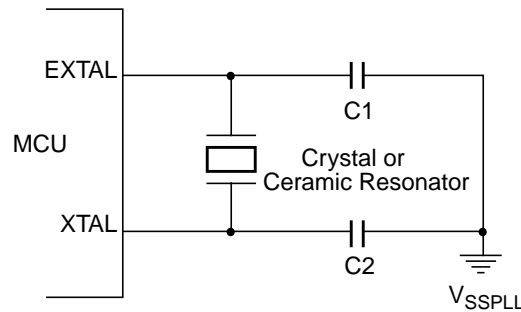 EXTAL
C1
MCU
Crystal or
Ceramic Resonator
XTAL
C2
VSSPLL